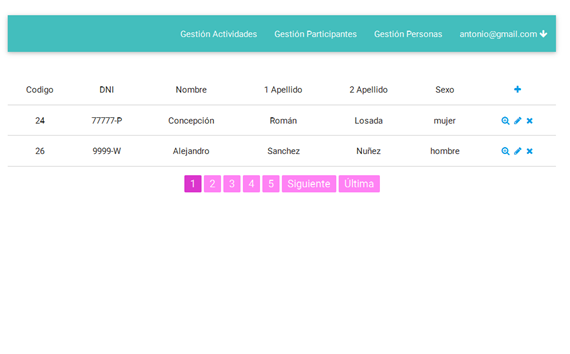 Gestión Actividades Gestión Participantes Gestión Personas antonio@gmail.com
Codigo DNI Nombre 1 Apellido 2 Apellido Sexo
24 77777-P Concepción Román Losada mujer
26 9999-W Alejandro Sanchez Nuñez hombre
1 2 3 4 5 Siguiente Última